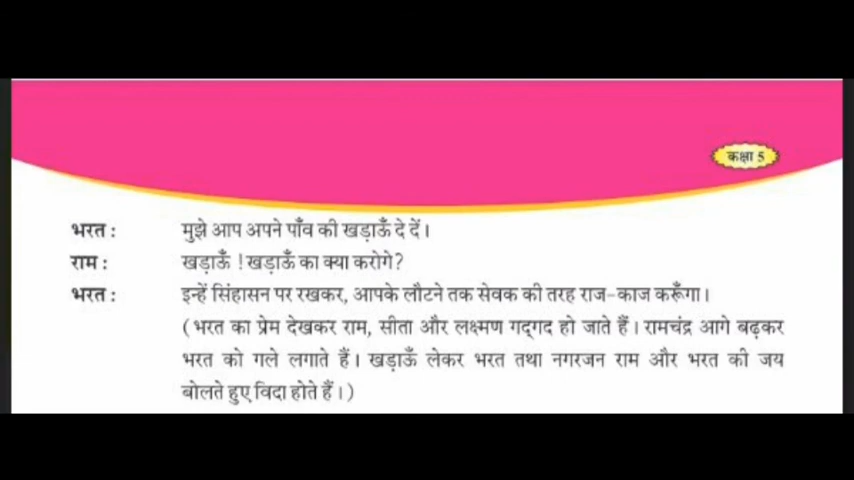 कक्षा 5
भरत : मुझे आप अपने पाँव की खड़ाऊँ दे दें।
राम : खड़ाऊँ ! खड़ाऊँ का क्या करोगे?
भरत : इन्हें सिंहासन पर रखकर, आपके लौटने तक सेवक की तरह राज-काज करूँगा।
(भरत का प्रेम देखकर राम, सीता और लक्ष्मण गद्गद हो जाते हैं। रामचंद्र आगे बढ़कर
भरत को गले लगाते हैं। खड़ाऊँ लेकर भरत तथा नगरजन राम और भरत की जय
बोलते हुए विदा होते हैं।)